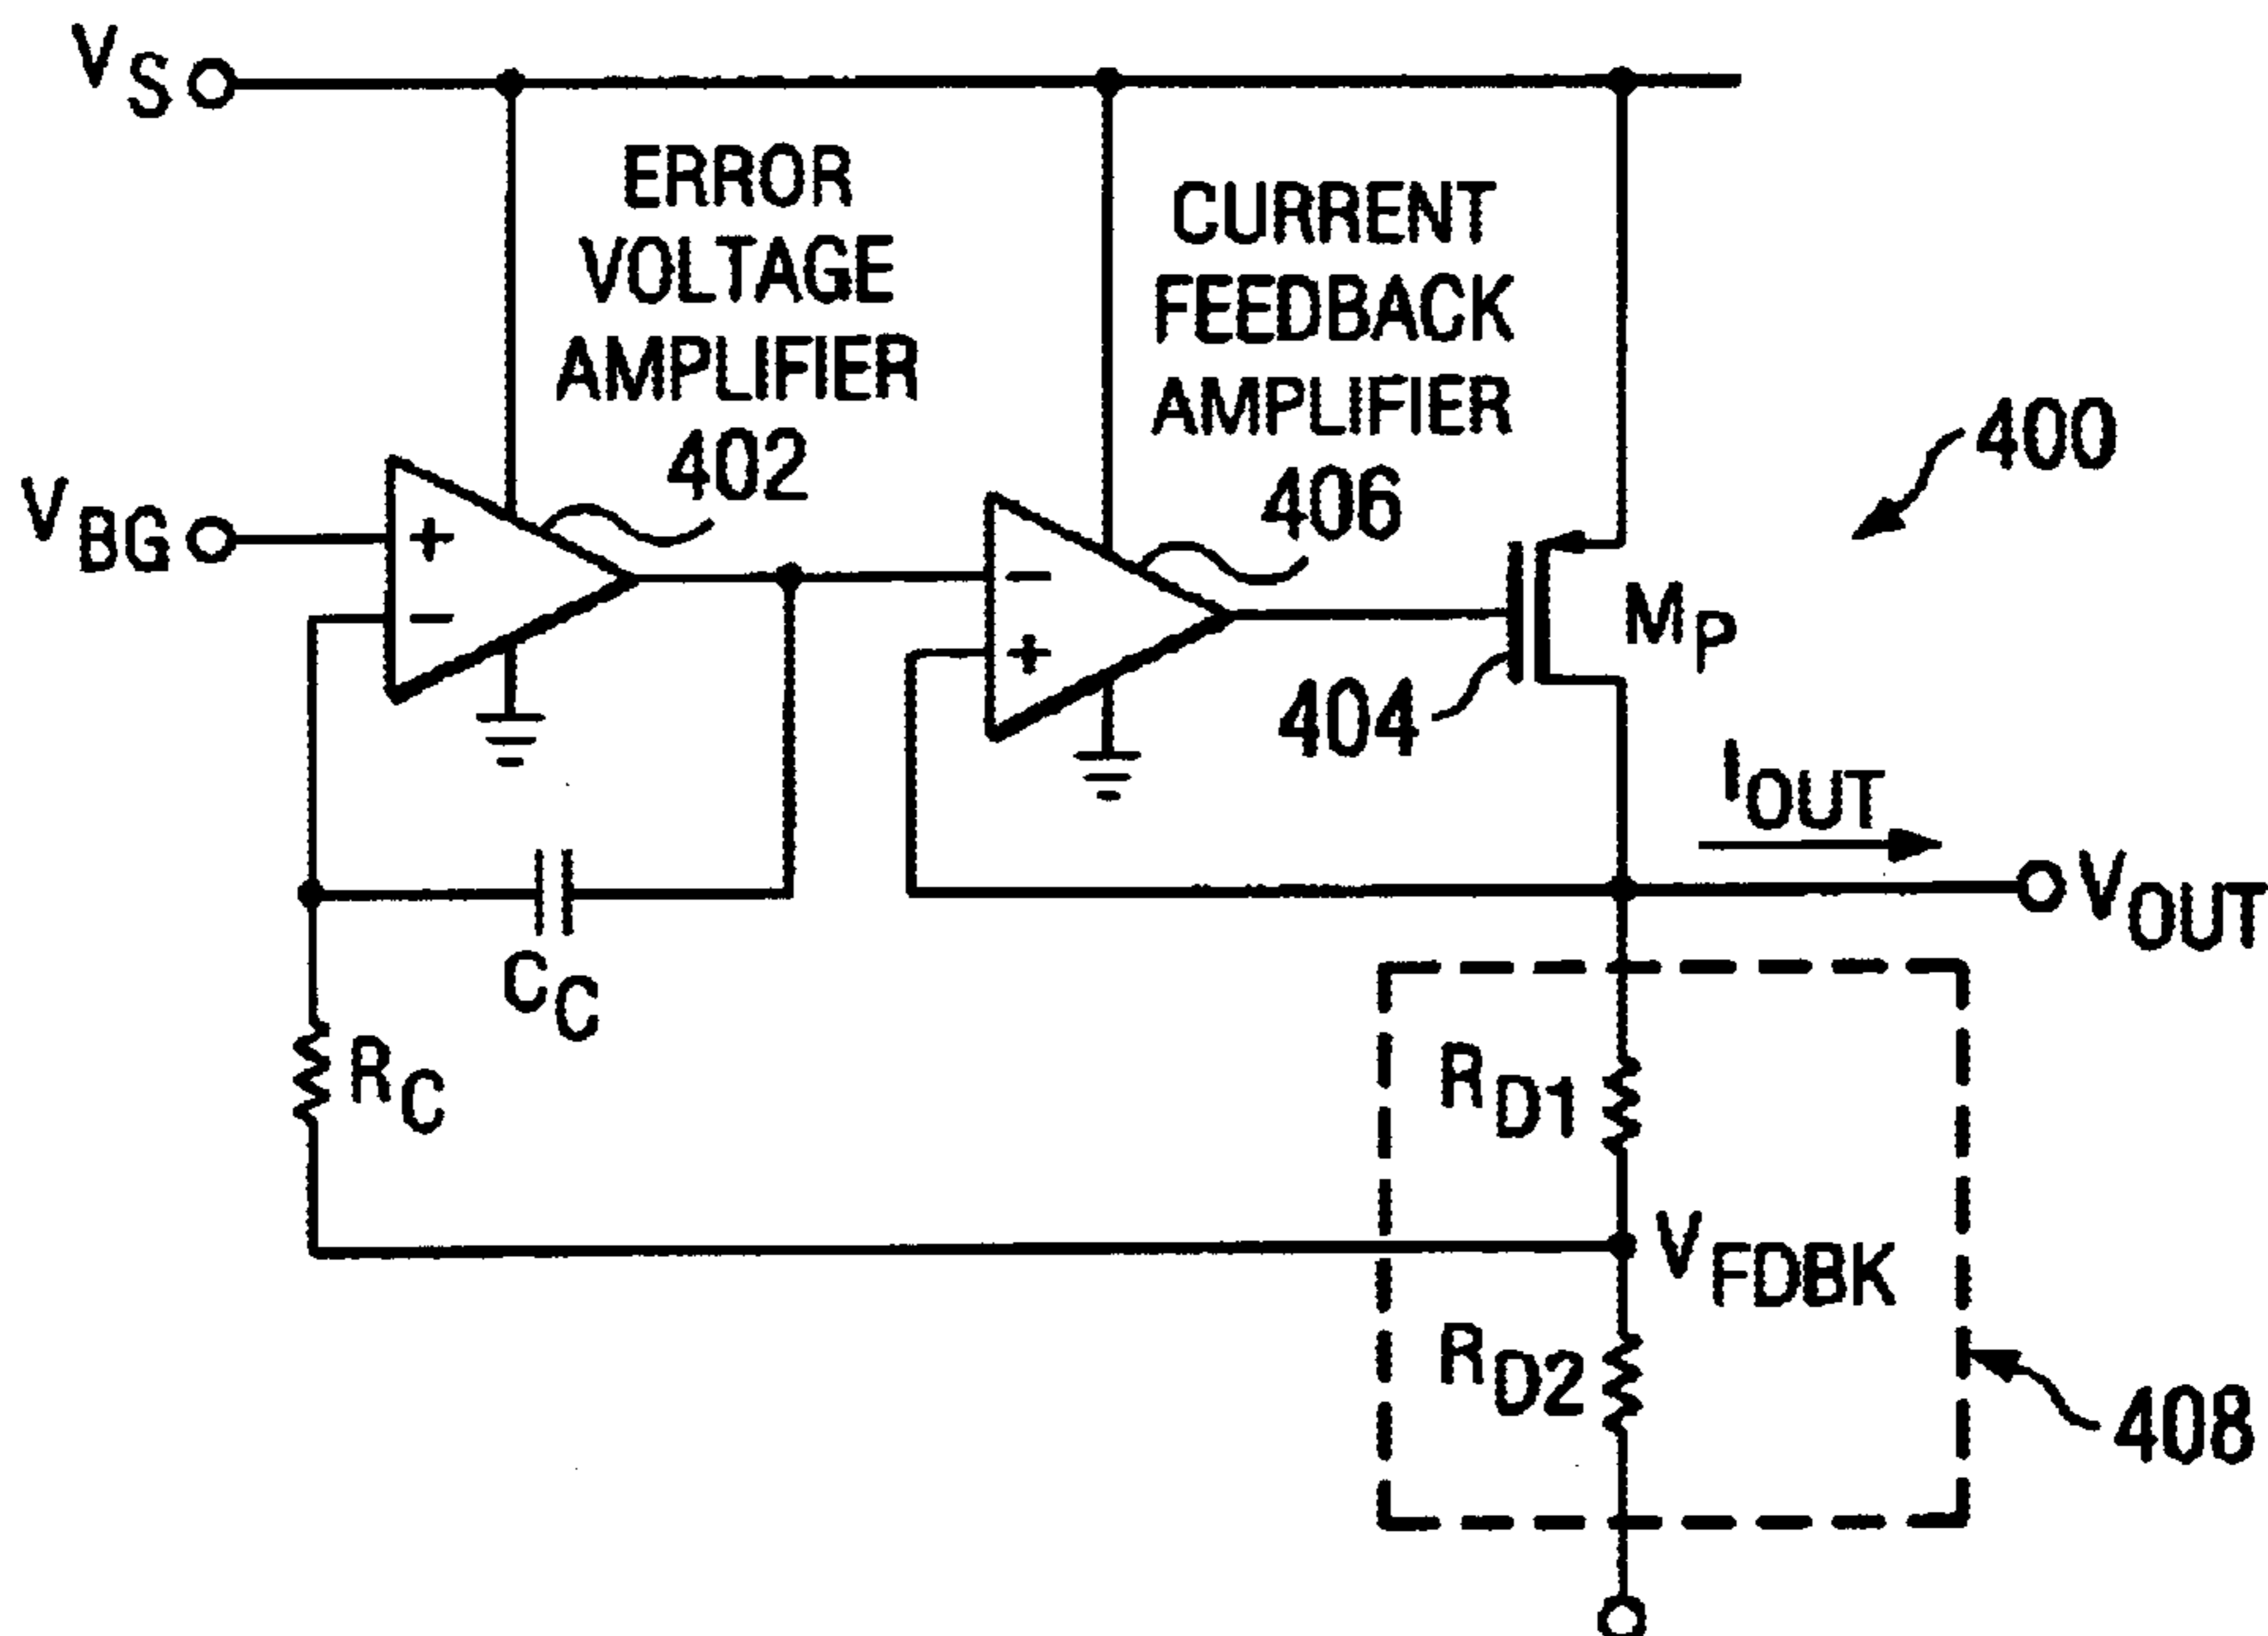 VS
ERROR
VOLTAGE
AMPLIFIER
402
CURRENT
FEEDBACK
AMPLIFIER
406
400
VBG
+
−
−
+
MP
404
IOUT
VOUT
CC
RC
RD1
VFDBK
RD2
408